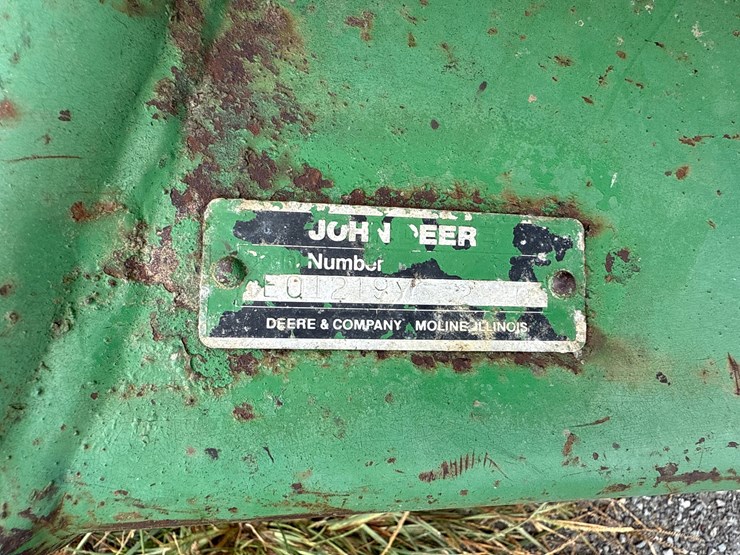 JOHN DEER
Number
DEERE & COMPANY MOLINE, ILLINOIS